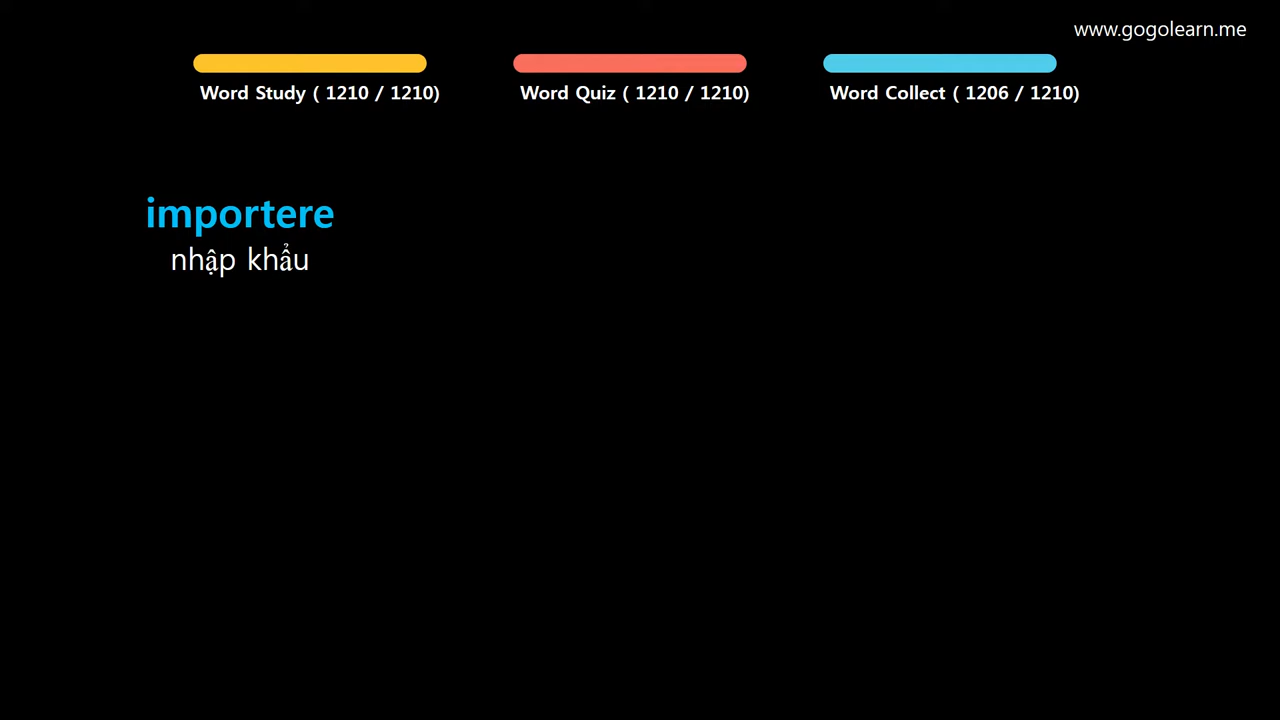 www.gogolearn.me
Word Study ( 1210 / 1210)
Word Quiz ( 1210 / 1210)
Word Collect ( 1206 / 1210)
importere
nhập khẩu